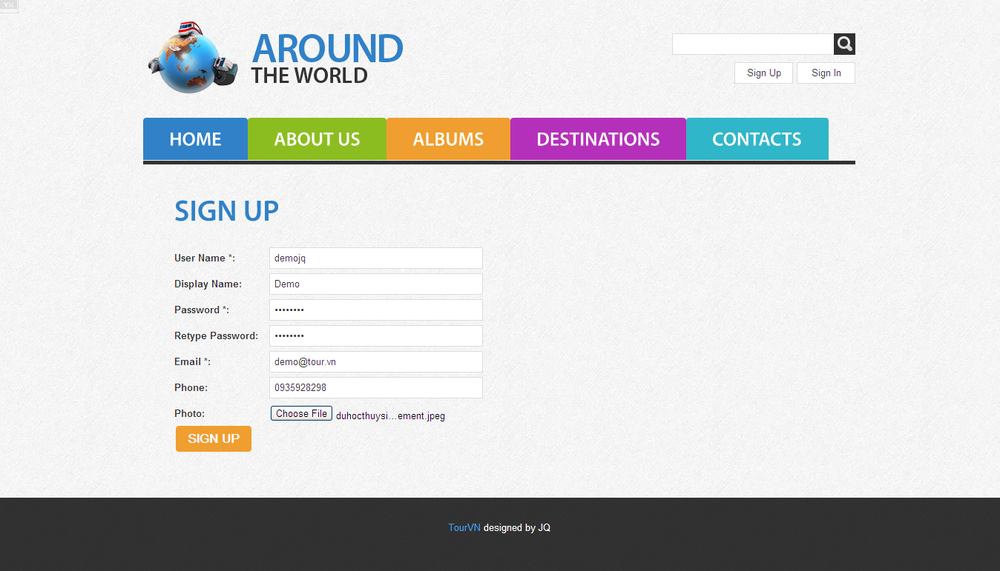 Yii
AROUND
THE WORLD
Sign Up Sign In
HOME ABOUT US ALBUMS DESTINATIONS CONTACTS
SIGN UP
User Name *: demojq
Display Name: Demo
Password *: ••••••••
Retype Password: ••••••••
Email *: demo@tour.vn
Phone: 0935928298
Photo: Choose File duhocthuysi...ement.jpeg
SIGN UP
TourVN designed by JQ